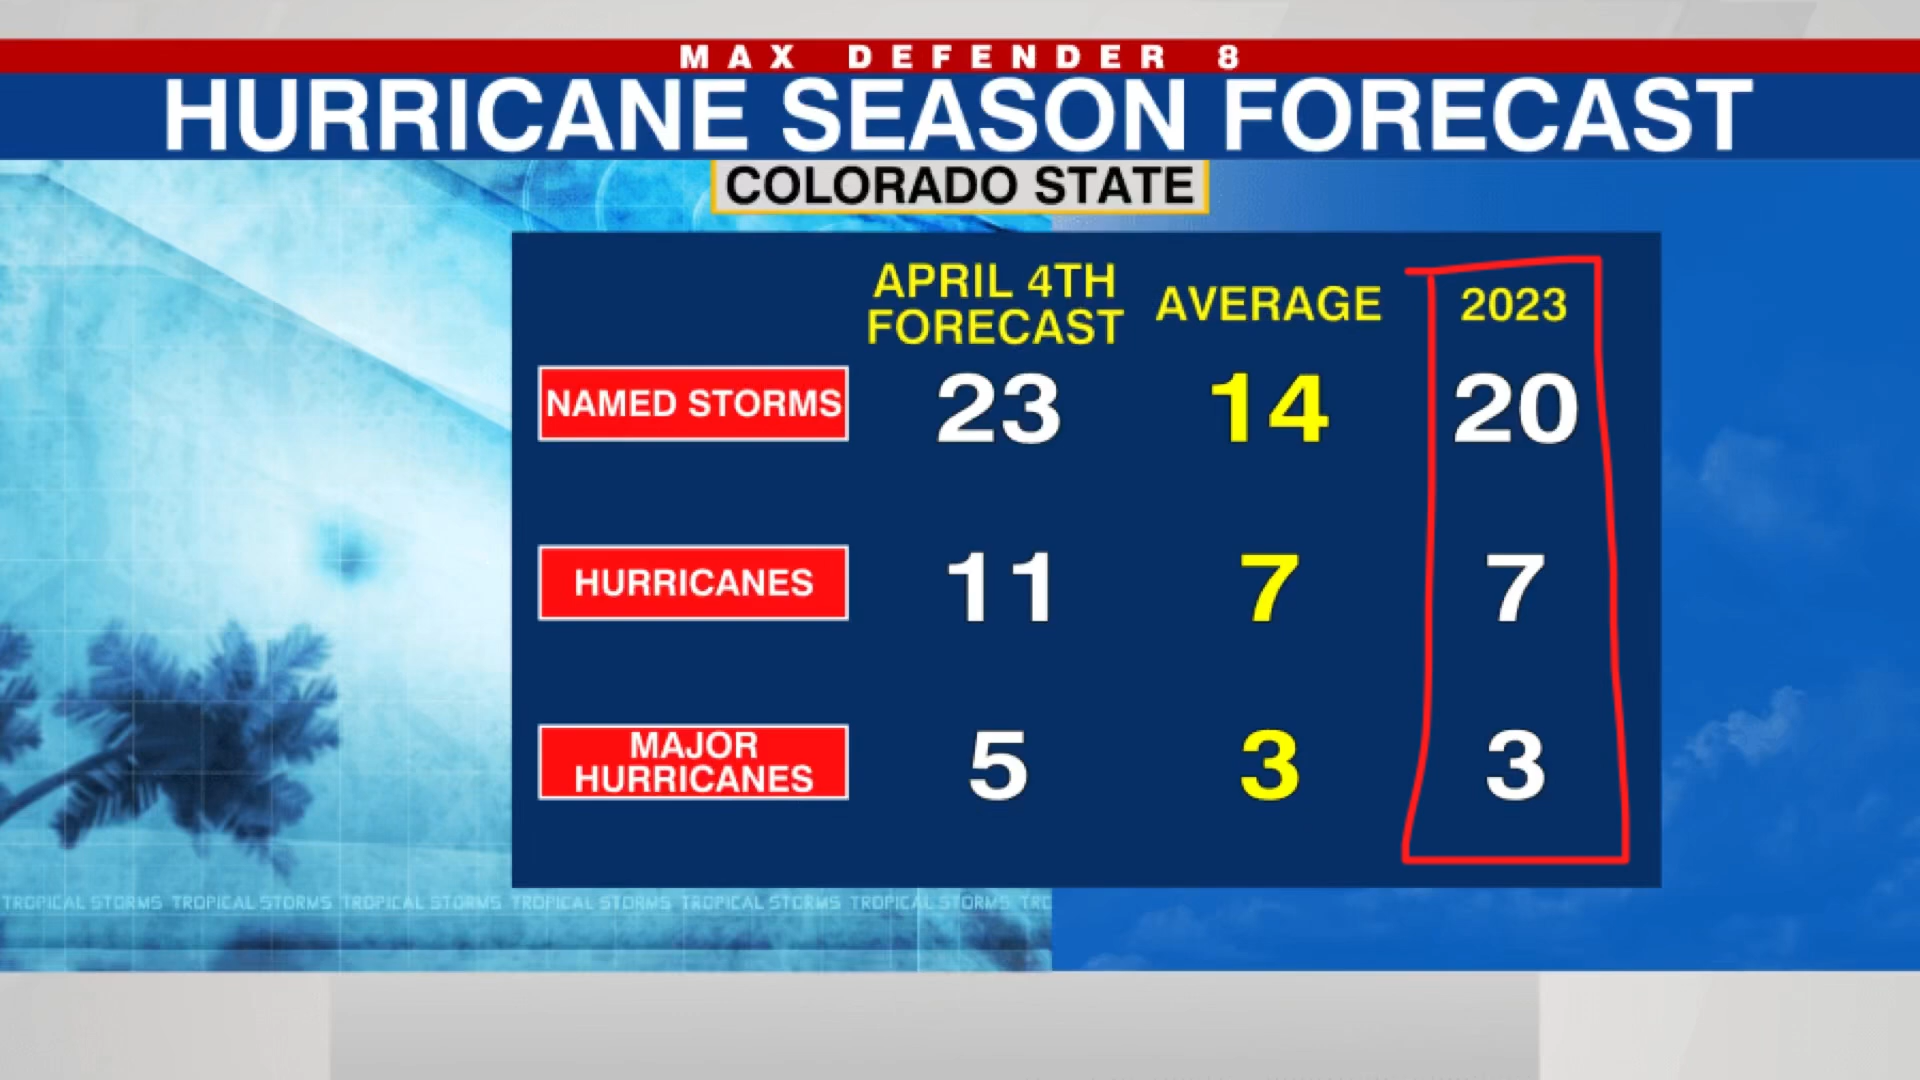 MAX DEFENDER 8
HURRICANE SEASON FORECAST
COLORADO STATE
APRIL 4TH
FORECAST
AVERAGE
2023
NAMED STORMS
23
14
20
HURRICANES
11
7
7
MAJOR
HURRICANES
5
3
3
TROPICAL STORMS TROPICAL STORMS TROPICAL STORMS TROPICAL STORMS TROPICAL STORMS TROPICAL STORMS TRO